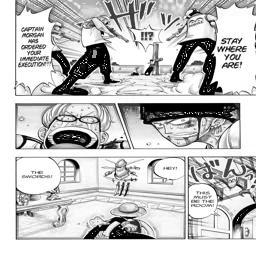 STAY
WHERE
YOU
ARE!
!!?
CAPTAIN
MORGAN
HAS
ORDERED
YOUR
IMMEDIATE
EXECUTION!!!
THIS
MUST BE
THE
ROOM!
HEY!
THE
SWORDS!